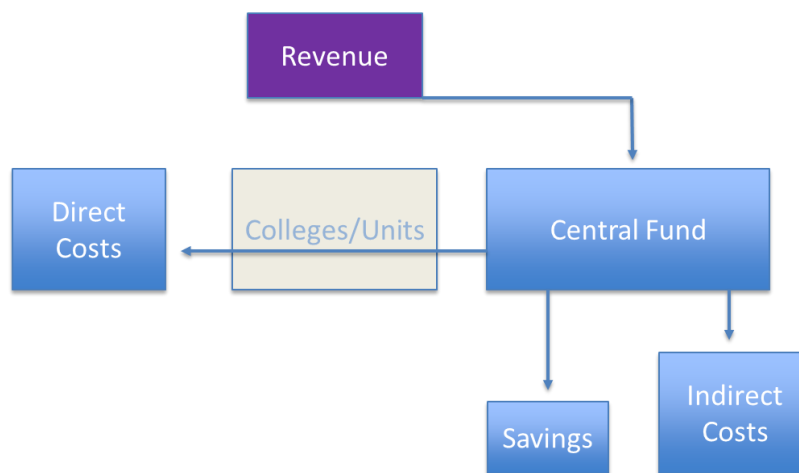 Revenue
Direct
Costs
Colleges/Units
Central Fund
Savings
Indirect
Costs